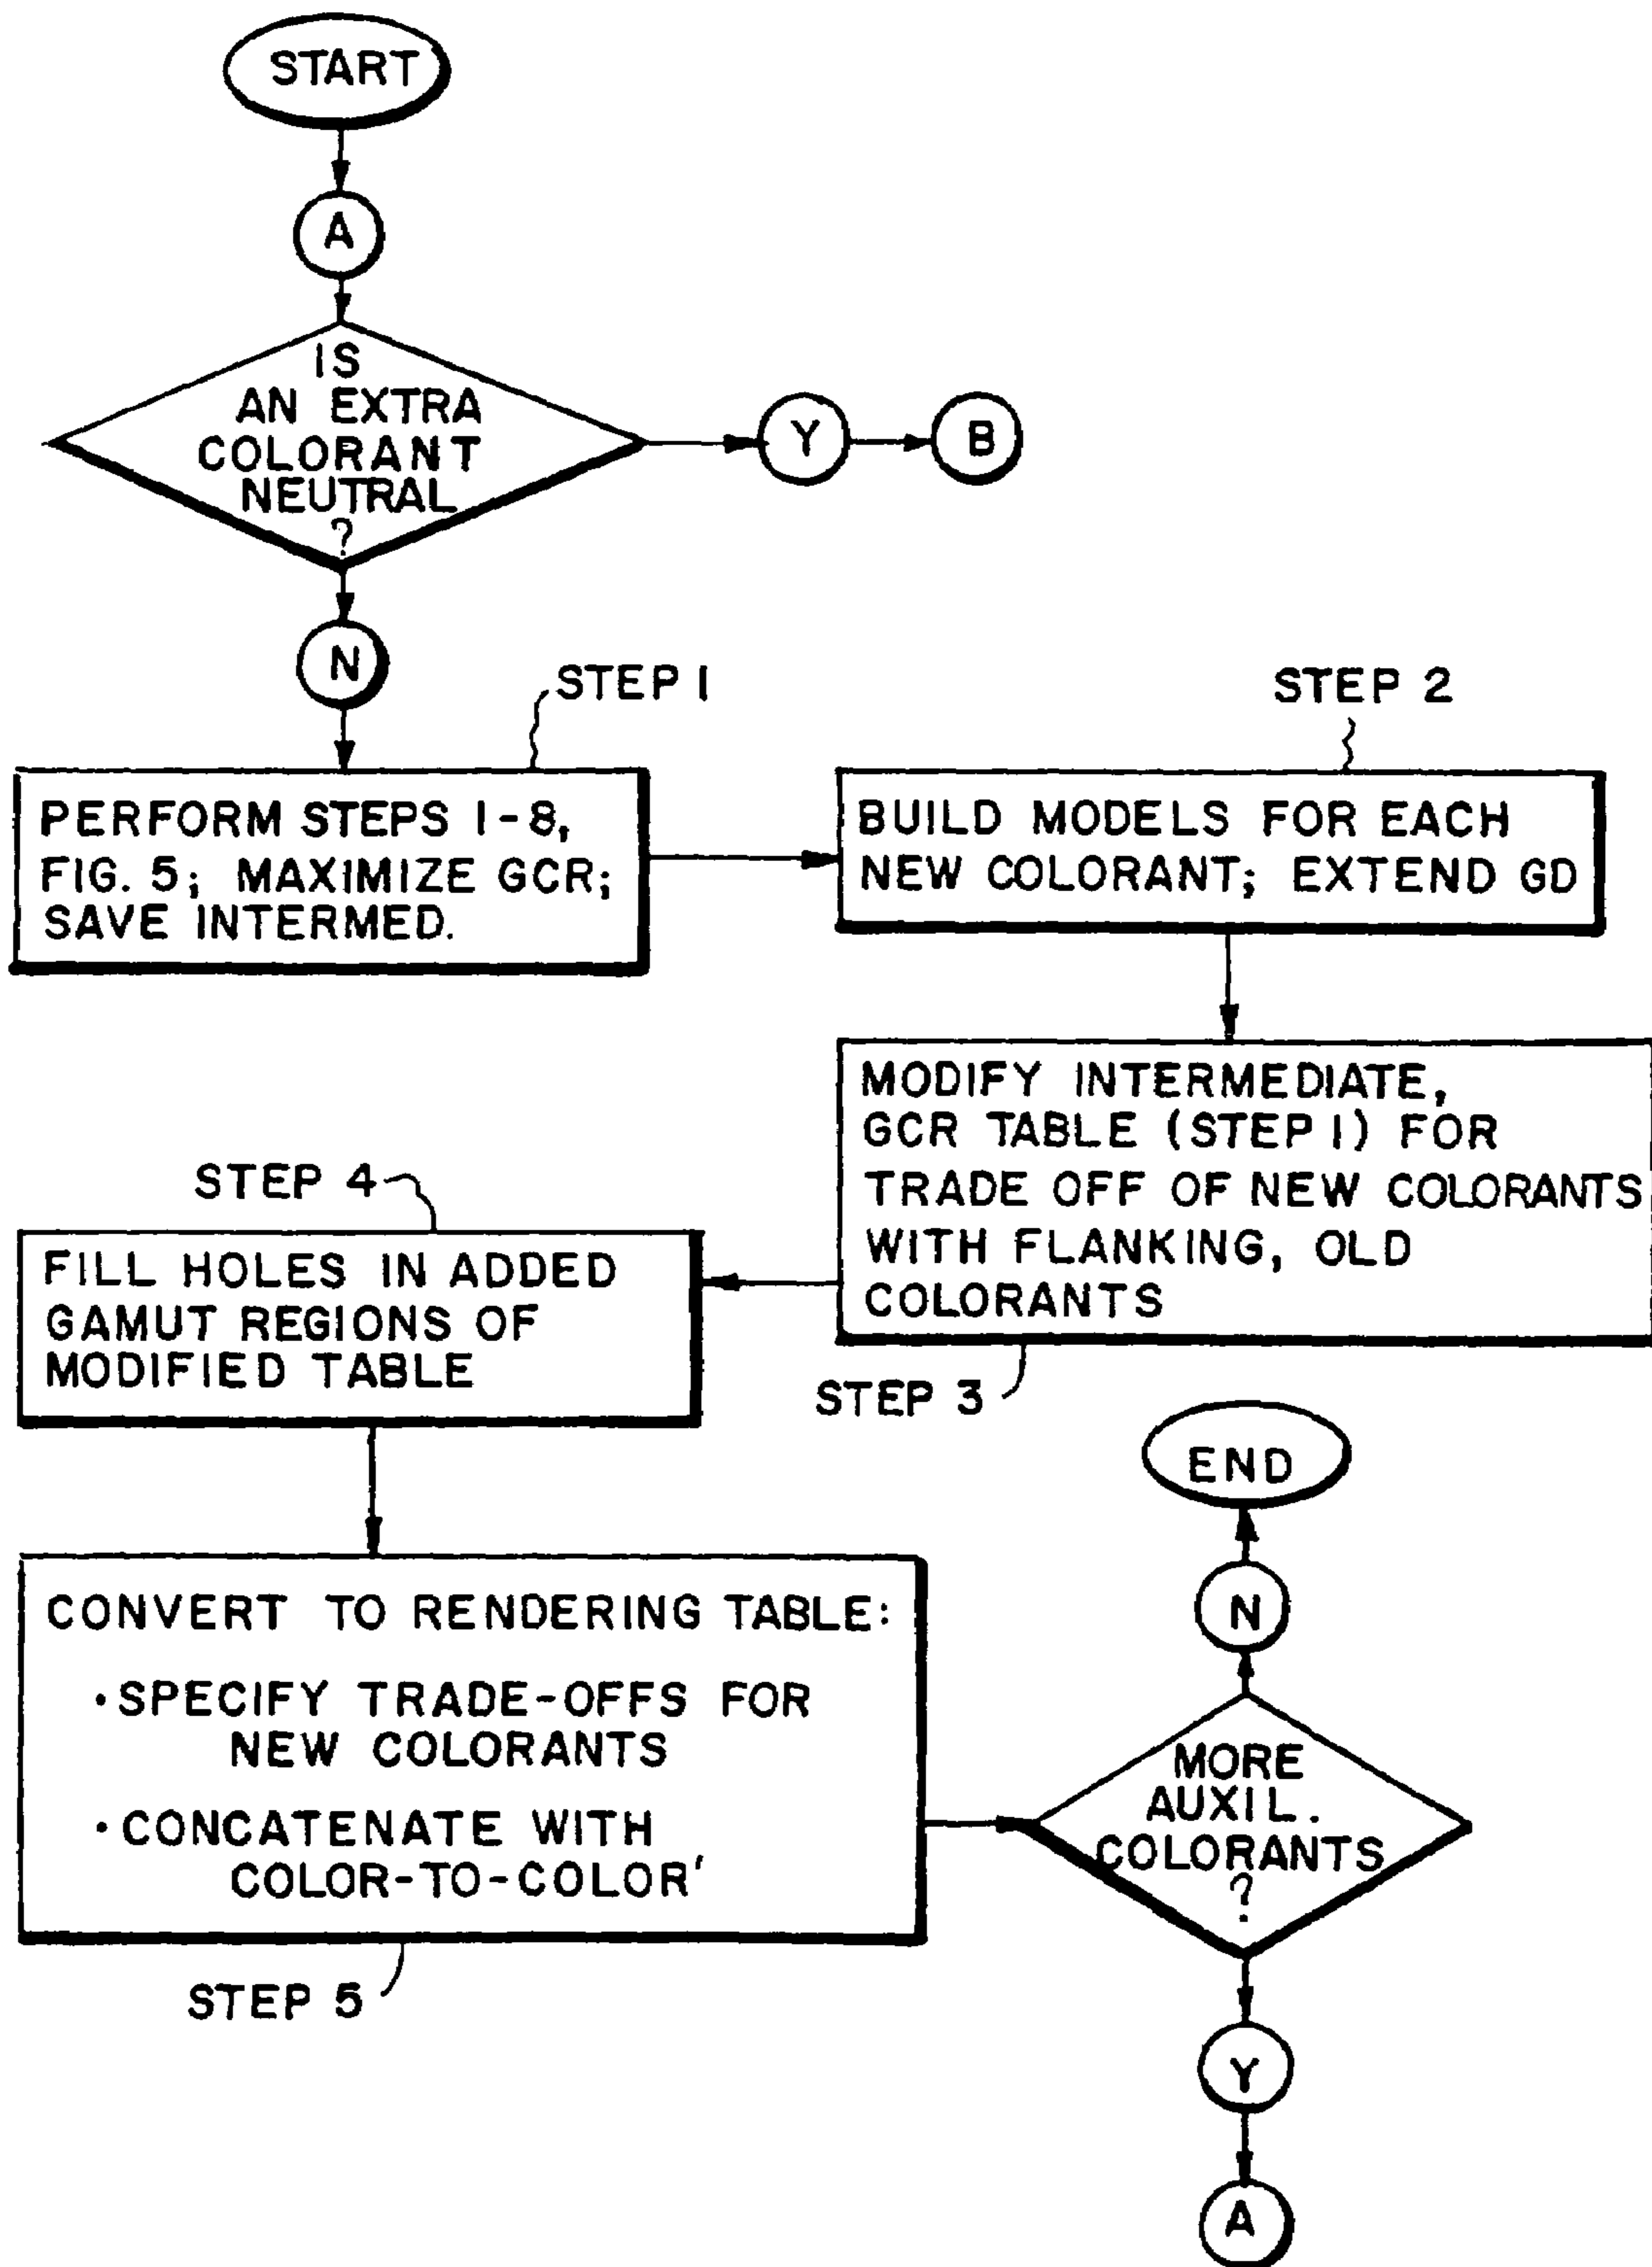 START
A
IS
AN EXTRA
COLORANT
NEUTRAL
?
Y
B
N
STEP 1
PERFORM STEPS 1-8,
FIG. 5; MAXIMIZE GCR;
SAVE INTERMED.
STEP 2
BUILD MODELS FOR EACH
NEW COLORANT; EXTEND GD
MODIFY INTERMEDIATE,
GCR TABLE (STEP 1) FOR
TRADE OFF OF NEW COLORANTS
WITH FLANKING, OLD
COLORANTS
STEP 3
STEP 4
FILL HOLES IN ADDED
GAMUT REGIONS OF
MODIFIED TABLE
CONVERT TO RENDERING TABLE:
• SPECIFY TRADE-OFFS FOR
NEW COLORANTS
• CONCATENATE WITH
COLOR-TO-COLOR'
STEP 5
END
N
MORE
AUXIL.
COLORANTS
?
Y
A